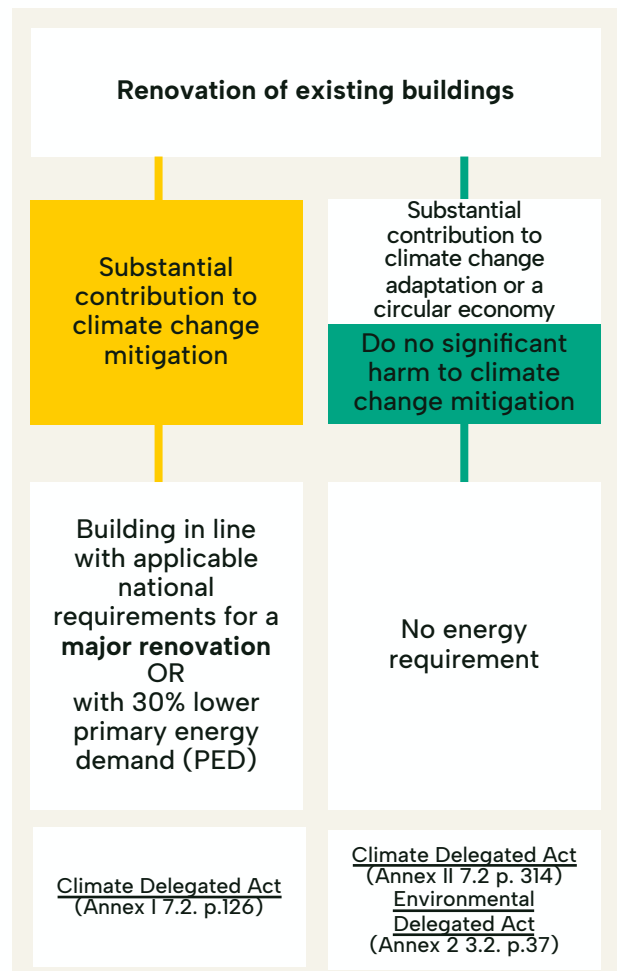 Renovation of existing buildings
Substantial
contribution to
climate change
mitigation
Substantial
contribution to
climate change
adaptation or a
circular economy
Do no significant
harm to climate
change mitigation
Building in line
with applicable
national
requirements for a
major renovation
OR
with 30% lower
primary energy
demand (PED)
No energy
requirement
Climate Delegated Act
(Annex I 7.2. p.126)
Climate Delegated Act
(Annex II 7.2 p. 314)
Environmental
Delegated Act
(Annex 2 3.2. p.37)